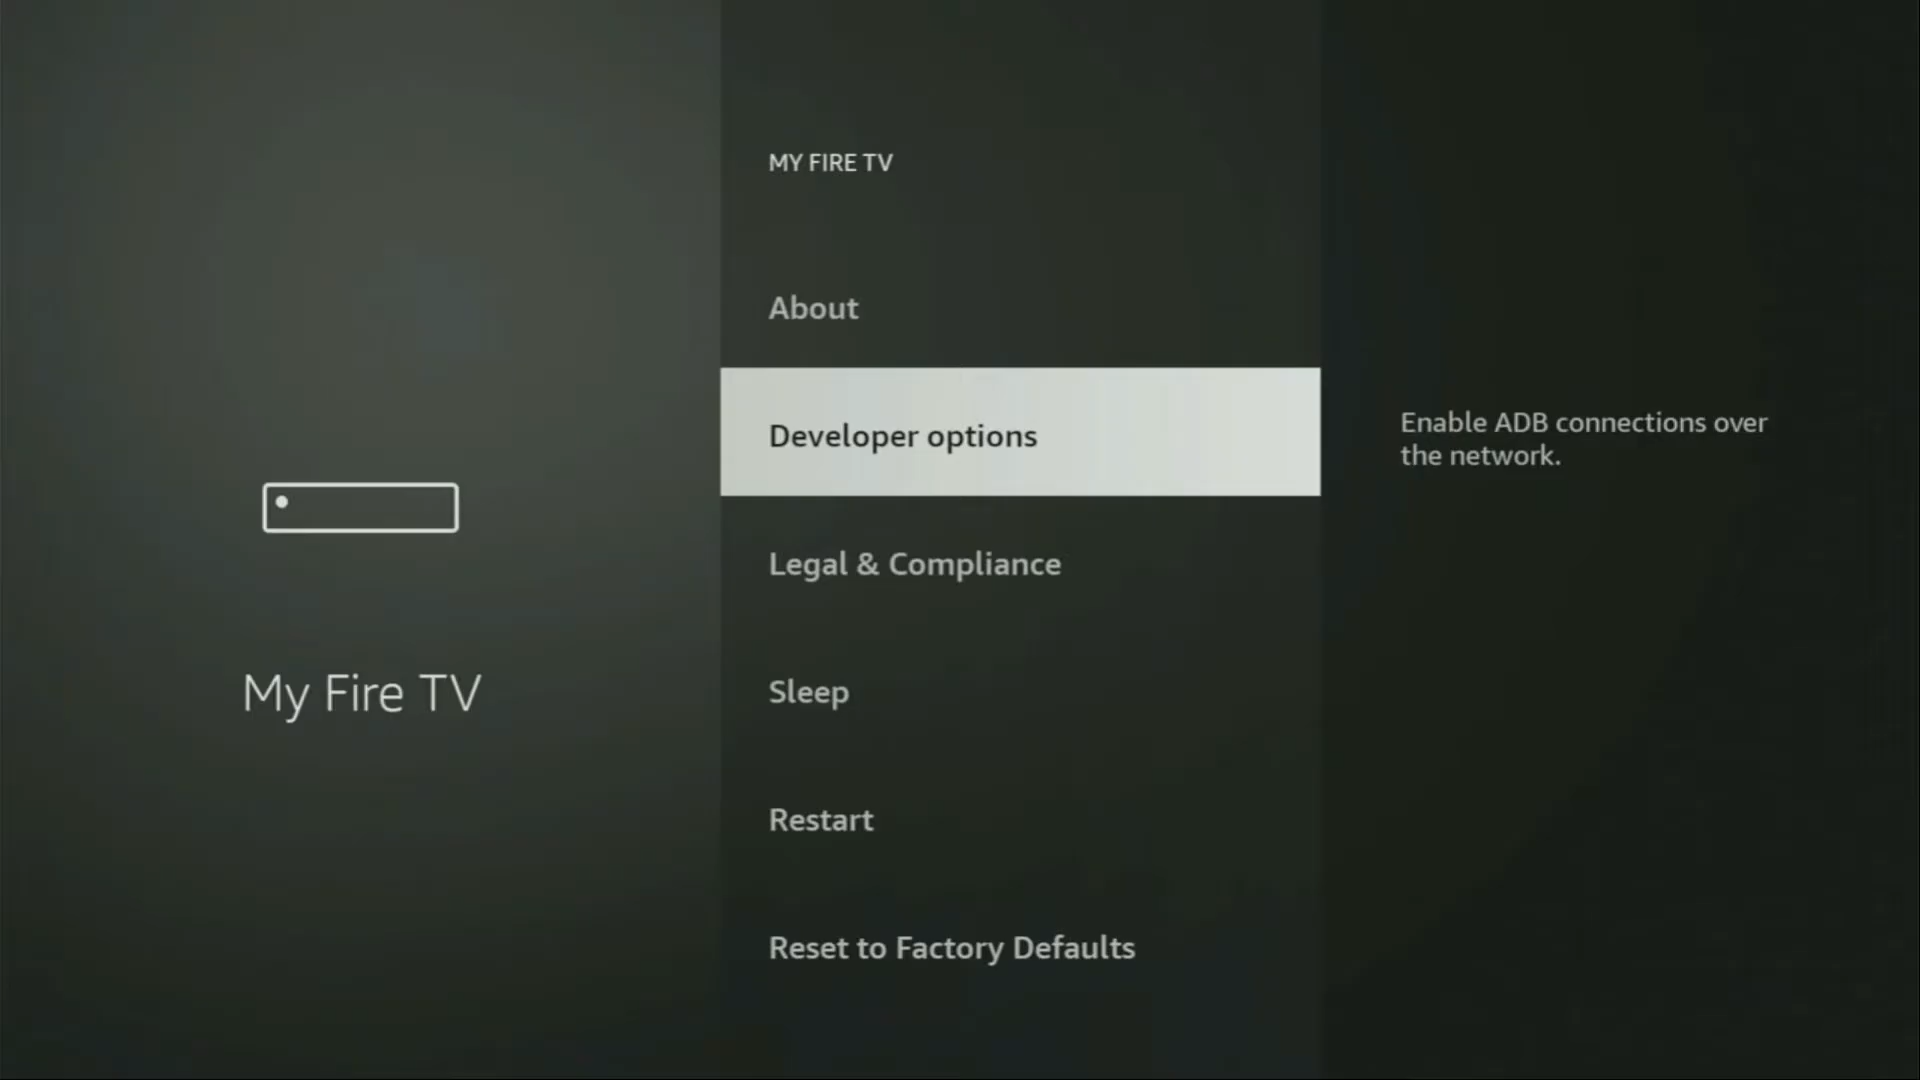 MY FIRE TV
About
Developer options
Legal & Compliance
Sleep
Restart
Reset to Factory Defaults
My Fire TV
Enable ADB connections over
the network.